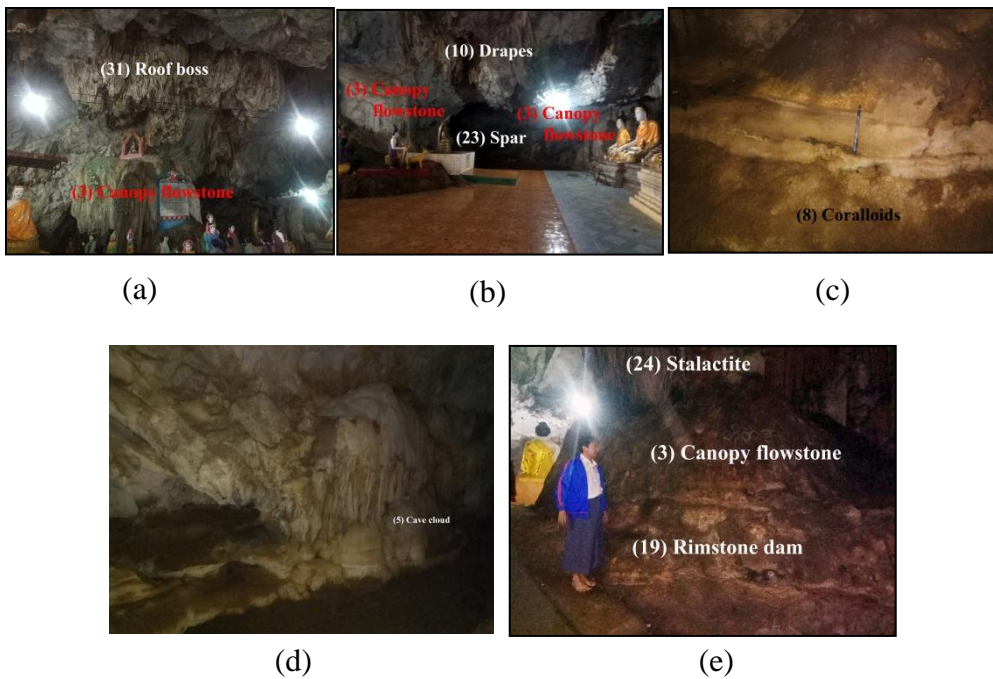 (31) Roof boss
(3) Canopy flowstone
(a)
(10) Drapes
(3) Canopy
flowstone
(3) Canopy
flowstone
(23) Spar
(b)
(8) Coralloids
(c)
(5) Cave cloud
(d)
(24) Stalactite
(3) Canopy flowstone
(19) Rimstone dam
(e)